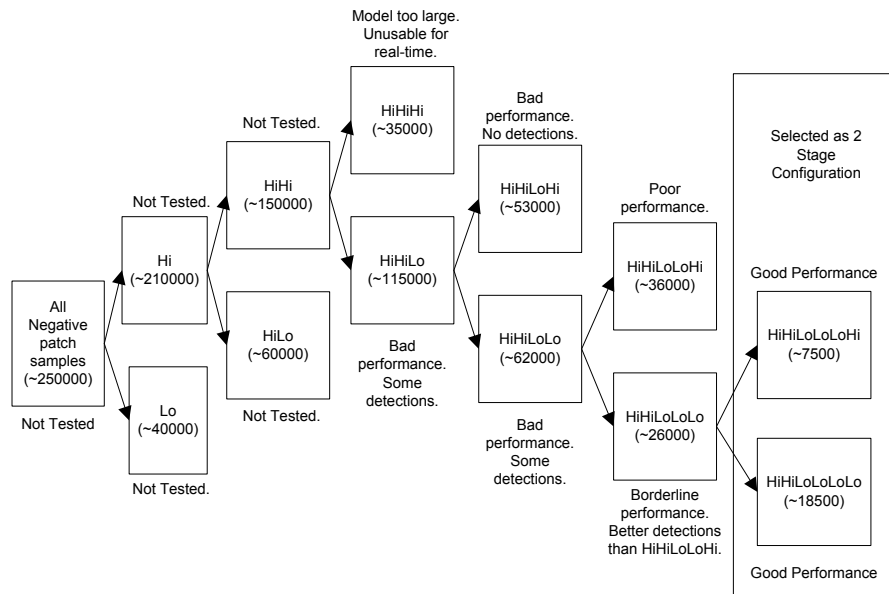 All
Negative
patch
samples
(~250000)
Not Tested
Not Tested.
Hi
(~210000)
Lo
(~40000)
Not Tested.
Not Tested.
HiHi
(~150000)
HiLo
(~60000)
Not Tested.
Model too large.
Unusable for
real-time.
HiHiHi
(~35000)
HiHiLo
(~115000)
Bad
performance.
Some
detections.
Bad
performance.
No detections.
HiHiLoHi
(~53000)
HiHiLoLo
(~62000)
Bad
performance.
Some
detections.
Poor
performance.
HiHiLoLoHi
(~36000)
HiHiLoLoLo
(~26000)
Borderline
performance.
Better detections
than HiHiLoLoHi.
Selected as 2
Stage
Configuration
Good Performance
HiHiLoLoLoHi
(~7500)
HiHiLoLoLoLo
(~18500)
Good Performance